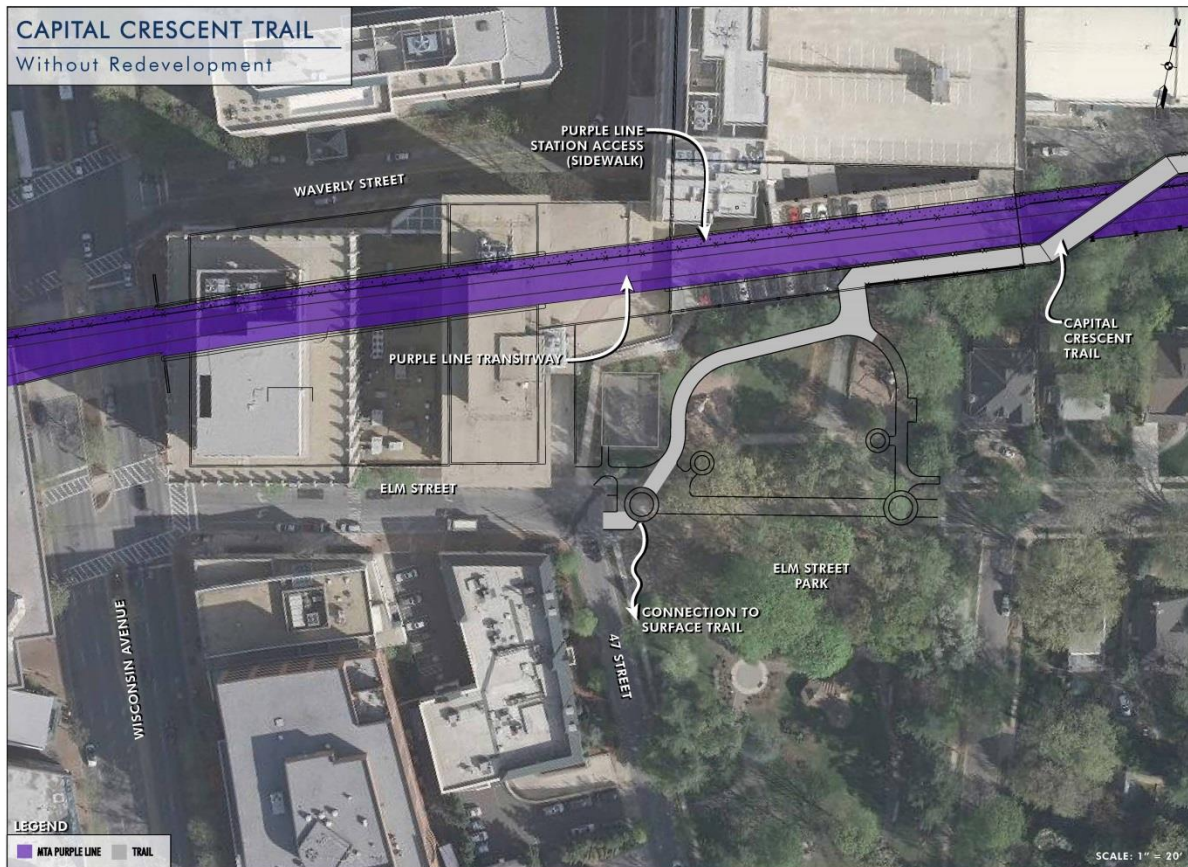 CAPITAL CRESCENT TRAIL
Without Redevelopment
N
PURPLE LINE
STATION ACCESS
(SIDEWALK)
WAVERLY STREET
PURPLE LINE TRANSITWAY
CAPITAL
CRESCENT
TRAIL
ELM STREET
ELM STREET
PARK
CONNECTION TO
SURFACE TRAIL
47 STREET
WISCONSIN AVENUE
LEGEND
MTA PURPLE LINE
TRAIL
SCALE: 1" = 20'